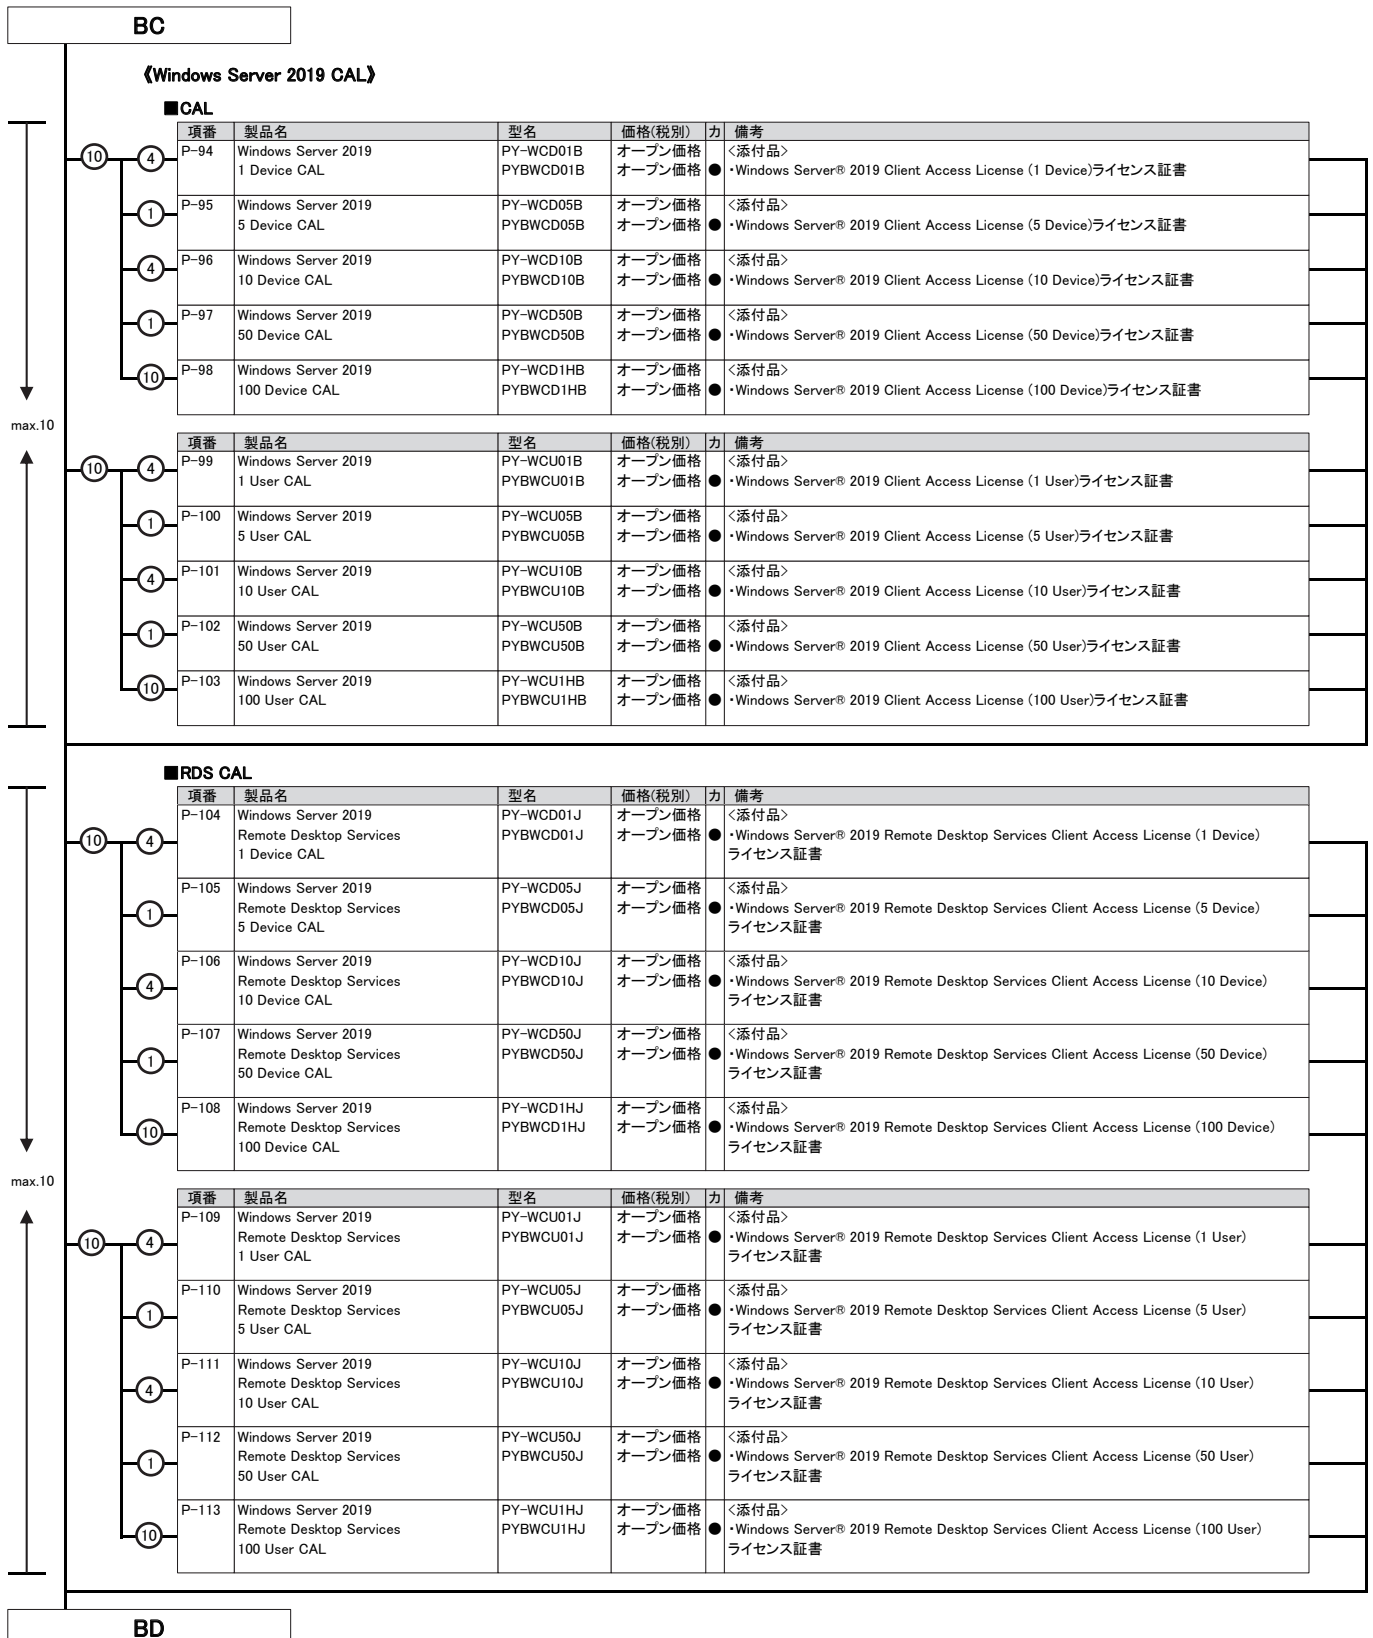 BC
《Windows Server 2019 CAL》
■CAL
項番 製品名 型名 価格(税別) カ 備考
10 4 P-94 Windows Server 2019 PY-WCD01B オープン価格 <添付品>
1 Device CAL PYBWCD01B オープン価格 ● ・Windows Server® 2019 Client Access License (1 Device)ライセンス証書
1 P-95 Windows Server 2019 PY-WCD05B オープン価格 <添付品>
5 Device CAL PYBWCD05B オープン価格 ● ・Windows Server® 2019 Client Access License (5 Device)ライセンス証書
4 P-96 Windows Server 2019 PY-WCD10B オープン価格 <添付品>
10 Device CAL PYBWCD10B オープン価格 ● ・Windows Server® 2019 Client Access License (10 Device)ライセンス証書
1 P-97 Windows Server 2019 PY-WCD50B オープン価格 <添付品>
50 Device CAL PYBWCD50B オープン価格 ● ・Windows Server® 2019 Client Access License (50 Device)ライセンス証書
10 P-98 Windows Server 2019 PY-WCD1HB オープン価格 <添付品>
100 Device CAL PYBWCD1HB オープン価格 ● ・Windows Server® 2019 Client Access License (100 Device)ライセンス証書
max.10
項番 製品名 型名 価格(税別) カ 備考
10 4 P-99 Windows Server 2019 PY-WCU01B オープン価格 <添付品>
1 User CAL PYBWCU01B オープン価格 ● ・Windows Server® 2019 Client Access License (1 User)ライセンス証書
1 P-100 Windows Server 2019 PY-WCU05B オープン価格 <添付品>
5 User CAL PYBWCU05B オープン価格 ● ・Windows Server® 2019 Client Access License (5 User)ライセンス証書
4 P-101 Windows Server 2019 PY-WCU10B オープン価格 <添付品>
10 User CAL PYBWCU10B オープン価格 ● ・Windows Server® 2019 Client Access License (10 User)ライセンス証書
1 P-102 Windows Server 2019 PY-WCU50B オープン価格 <添付品>
50 User CAL PYBWCU50B オープン価格 ● ・Windows Server® 2019 Client Access License (50 User)ライセンス証書
10 P-103 Windows Server 2019 PY-WCU1HB オープン価格 <添付品>
100 User CAL PYBWCU1HB オープン価格 ● ・Windows Server® 2019 Client Access License (100 User)ライセンス証書
■RDS CAL
項番 製品名 型名 価格(税別) カ 備考
P-104 Windows Server 2019 PY-WCD01J オープン価格 <添付品>
10 4 Remote Desktop Services PYBWCD01J オープン価格 ● ・Windows Server® 2019 Remote Desktop Services Client Access License (1 Device)
1 Device CAL ライセンス証書
P-105 Windows Server 2019 PY-WCD05J オープン価格 <添付品>
1 Remote Desktop Services PYBWCD05J オープン価格 ● ・Windows Server® 2019 Remote Desktop Services Client Access License (5 Device)
5 Device CAL ライセンス証書
P-106 Windows Server 2019 PY-WCD10J オープン価格 <添付品>
4 Remote Desktop Services PYBWCD10J オープン価格 ● ・Windows Server® 2019 Remote Desktop Services Client Access License (10 Device)
10 Device CAL ライセンス証書
P-107 Windows Server 2019 PY-WCD50J オープン価格 <添付品>
1 Remote Desktop Services PYBWCD50J オープン価格 ● ・Windows Server® 2019 Remote Desktop Services Client Access License (50 Device)
50 Device CAL ライセンス証書
P-108 Windows Server 2019 PY-WCD1HJ オープン価格 <添付品>
10 Remote Desktop Services PYBWCD1HJ オープン価格 ● ・Windows Server® 2019 Remote Desktop Services Client Access License (100 Device)
100 Device CAL ライセンス証書
max.10
項番 製品名 型名 価格(税別) カ 備考
P-109 Windows Server 2019 PY-WCU01J オープン価格 <添付品>
10 4 Remote Desktop Services PYBWCU01J オープン価格 ● ・Windows Server® 2019 Remote Desktop Services Client Access License (1 User)
1 User CAL ライセンス証書
P-110 Windows Server 2019 PY-WCU05J オープン価格 <添付品>
1 Remote Desktop Services PYBWCU05J オープン価格 ● ・Windows Server® 2019 Remote Desktop Services Client Access License (5 User)
5 User CAL ライセンス証書
P-111 Windows Server 2019 PY-WCU10J オープン価格 <添付品>
4 Remote Desktop Services PYBWCU10J オープン価格 ● ・Windows Server® 2019 Remote Desktop Services Client Access License (10 User)
10 User CAL ライセンス証書
P-112 Windows Server 2019 PY-WCU50J オープン価格 <添付品>
1 Remote Desktop Services PYBWCU50J オープン価格 ● ・Windows Server® 2019 Remote Desktop Services Client Access License (50 User)
50 User CAL ライセンス証書
P-113 Windows Server 2019 PY-WCU1HJ オープン価格 <添付品>
10 Remote Desktop Services PYBWCU1HJ オープン価格 ● ・Windows Server® 2019 Remote Desktop Services Client Access License (100 User)
100 User CAL ライセンス証書
BD